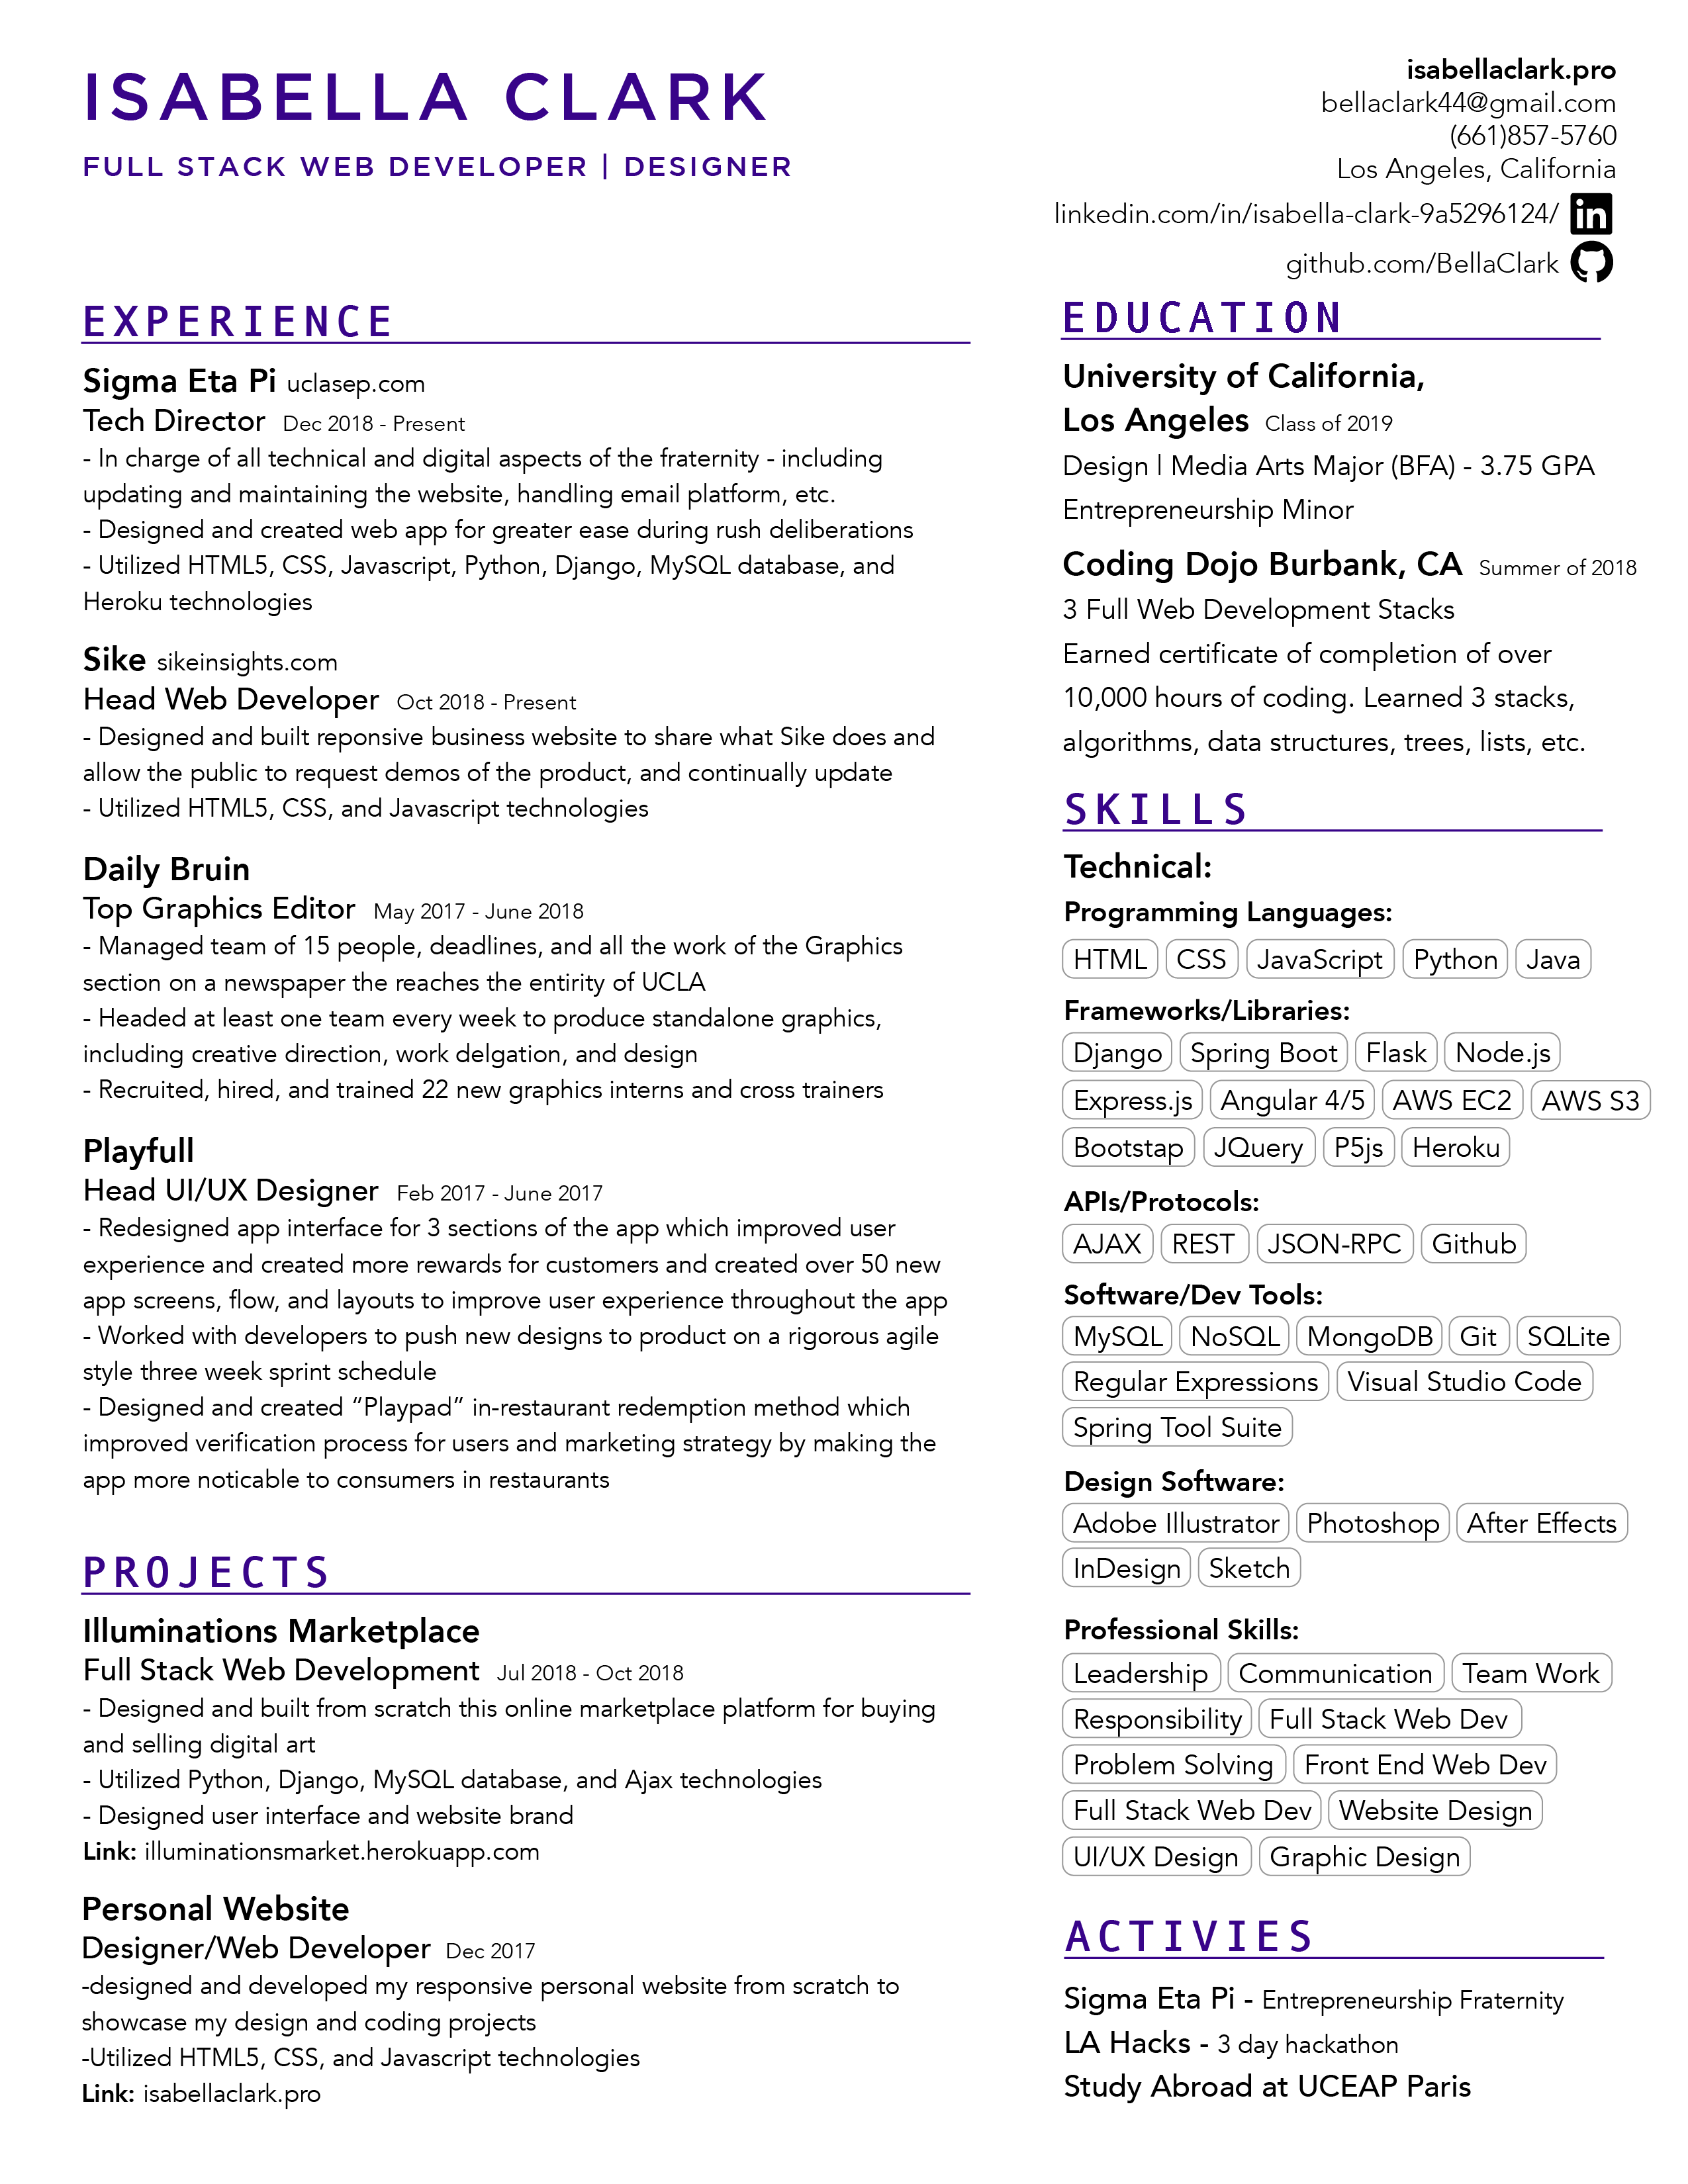 ISABELLA CLARK
FULL STACK WEB DEVELOPER | DESIGNER
isabellaclark.pro
bellaclark44@gmail.com
(661)857-5760
Los Angeles, California
linkedin.com/in/isabella-clark-9a5296124/ in
github.com/BellaClark
EXPERIENCE
Sigma Eta Pi uclasep.com
Tech Director Dec 2018 - Present
- In charge of all technical and digital aspects of the fraternity - including
updating and maintaining the website, handling email platform, etc.
- Designed and created web app for greater ease during rush deliberations
- Utilized HTML5, CSS, Javascript, Python, Django, MySQL database, and
Heroku technologies
Sike sikeinsights.com
Head Web Developer Oct 2018 - Present
- Designed and built reponsive business website to share what Sike does and
allow the public to request demos of the product, and continually update
- Utilized HTML5, CSS, and Javascript technologies
Daily Bruin
Top Graphics Editor May 2017 - June 2018
- Managed team of 15 people, deadlines, and all the work of the Graphics
section on a newspaper the reaches the entirity of UCLA
- Headed at least one team every week to produce standalone graphics,
including creative direction, work delgation, and design
- Recruited, hired, and trained 22 new graphics interns and cross trainers
Playfull
Head UI/UX Designer Feb 2017 - June 2017
- Redesigned app interface for 3 sections of the app which improved user
experience and created more rewards for customers and created over 50 new
app screens, flow, and layouts to improve user experience throughout the app
- Worked with developers to push new designs to product on a rigorous agile
style three week sprint schedule
- Designed and created “Playpad” in-restaurant redemption method which
improved verification process for users and marketing strategy by making the
app more noticable to consumers in restaurants
PROJECTS
Illuminations Marketplace
Full Stack Web Development Jul 2018 - Oct 2018
- Designed and built from scratch this online marketplace platform for buying
and selling digital art
- Utilized Python, Django, MySQL database, and Ajax technologies
- Designed user interface and website brand
Link: illuminationsmarket.herokuapp.com
Personal Website
Designer/Web Developer Dec 2017
-designed and developed my responsive personal website from scratch to
showcase my design and coding projects
-Utilized HTML5, CSS, and Javascript technologies
Link: isabellaclark.pro
EDUCATION
University of California,
Los Angeles Class of 2019
Design | Media Arts Major (BFA) - 3.75 GPA
Entrepreneurship Minor
Coding Dojo Burbank, CA Summer of 2018
3 Full Web Development Stacks
Earned certificate of completion of over
10,000 hours of coding. Learned 3 stacks,
algorithms, data structures, trees, lists, etc.
SKILLS
Technical:
Programming Languages:
HTML CSS JavaScript Python Java
Frameworks/Libraries:
Django Spring Boot Flask Node.js
Express.js Angular 4/5 AWS EC2 AWS S3
Bootstap JQuery P5js Heroku
APIs/Protocols:
AJAX REST JSON-RPC Github
Software/Dev Tools:
MySQL NoSQL MongoDB Git SQLite
Regular Expressions Visual Studio Code
Spring Tool Suite
Design Software:
Adobe Illustrator Photoshop After Effects
InDesign Sketch
Professional Skills:
Leadership Communication Team Work
Responsibility Full Stack Web Dev
Problem Solving Front End Web Dev
Full Stack Web Dev Website Design
UI/UX Design Graphic Design
ACTIVIES
Sigma Eta Pi - Entrepreneurship Fraternity
LA Hacks - 3 day hackathon
Study Abroad at UCEAP Paris